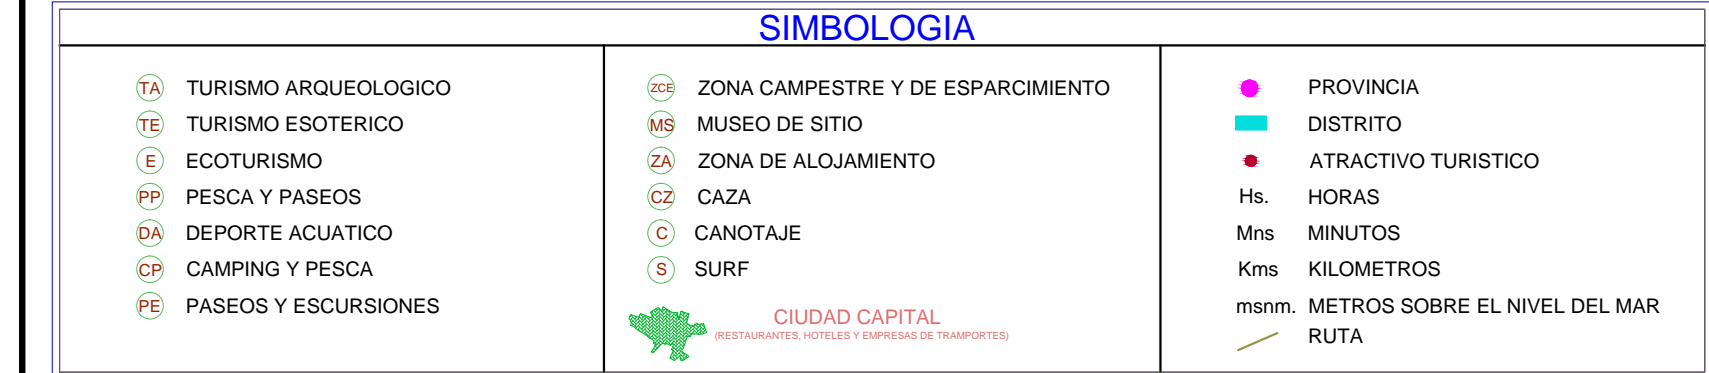 SIMBOLOGIA
TA TURISMO ARQUEOLOGICO
TE TURISMO ESOTERICO
E ECOTURISMO
PP PESCA Y PASEOS
DA DEPORTE ACUATICO
CP CAMPING Y PESCA
PE PASEOS Y ESCURSIONES
ZCE ZONA CAMPESTRE Y DE ESPARCIMIENTO
MS MUSEO DE SITIO
ZA ZONA DE ALOJAMIENTO
CZ CAZA
C CANOTAJE
S SURF
CIUDAD CAPITAL
(RESTAURANTES, HOTELES Y EMPRESAS DE TRAMPORTES)
PROVINCIA
DISTRITO
ATRACTIVO TURISTICO
Hs. HORAS
Mns MINUTOS
Kms KILOMETROS
msnm. METROS SOBRE EL NIVEL DEL MAR
RUTA